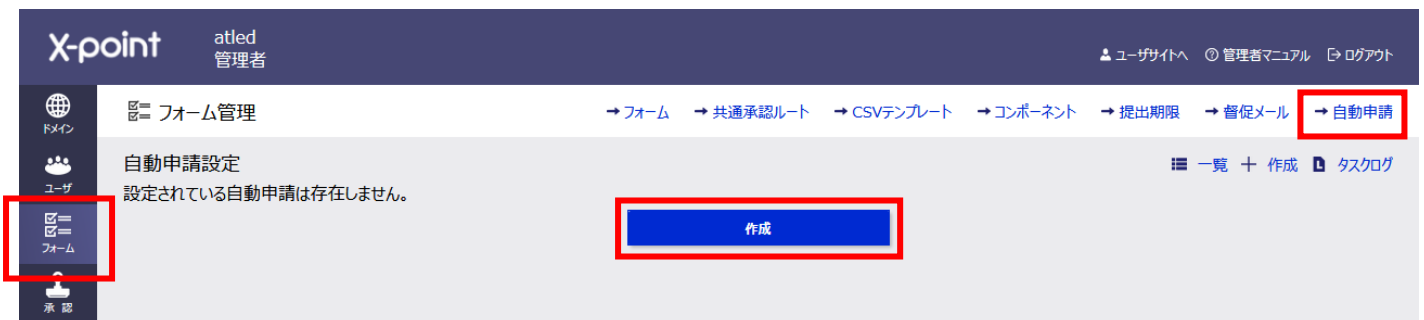 X-point
atled
管理者
ユーザサイトへ
管理者マニュアル
ログアウト
ドメイン
フォーム管理
→フォーム →共通承認ルート →CSVテンプレート →コンポーネント →提出期限 →督促メール →自動申請
ユーザ
自動申請設定
一覧 + 作成 タスクログ
設定されている自動申請は存在しません。
作成
フォーム
承認